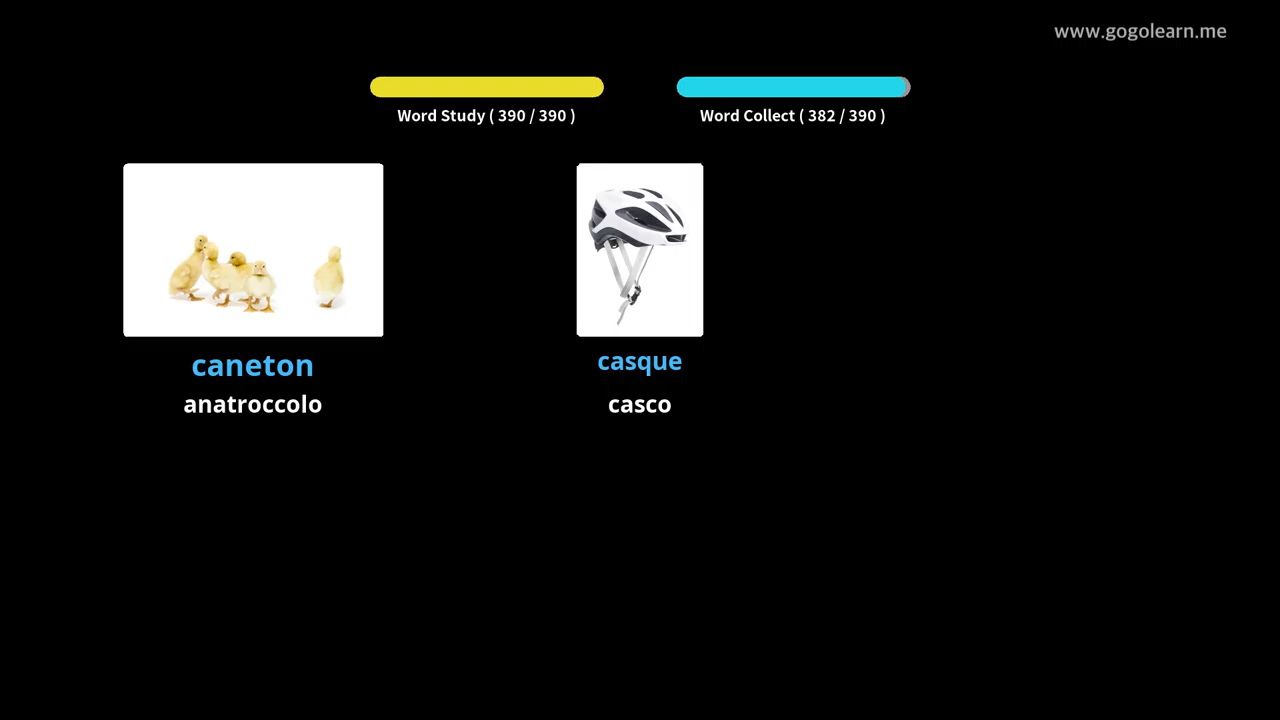 www.gogolearn.me
Word Study ( 390 / 390 )
Word Collect ( 382 / 390 )
caneton
anatroccolo
casque
casco